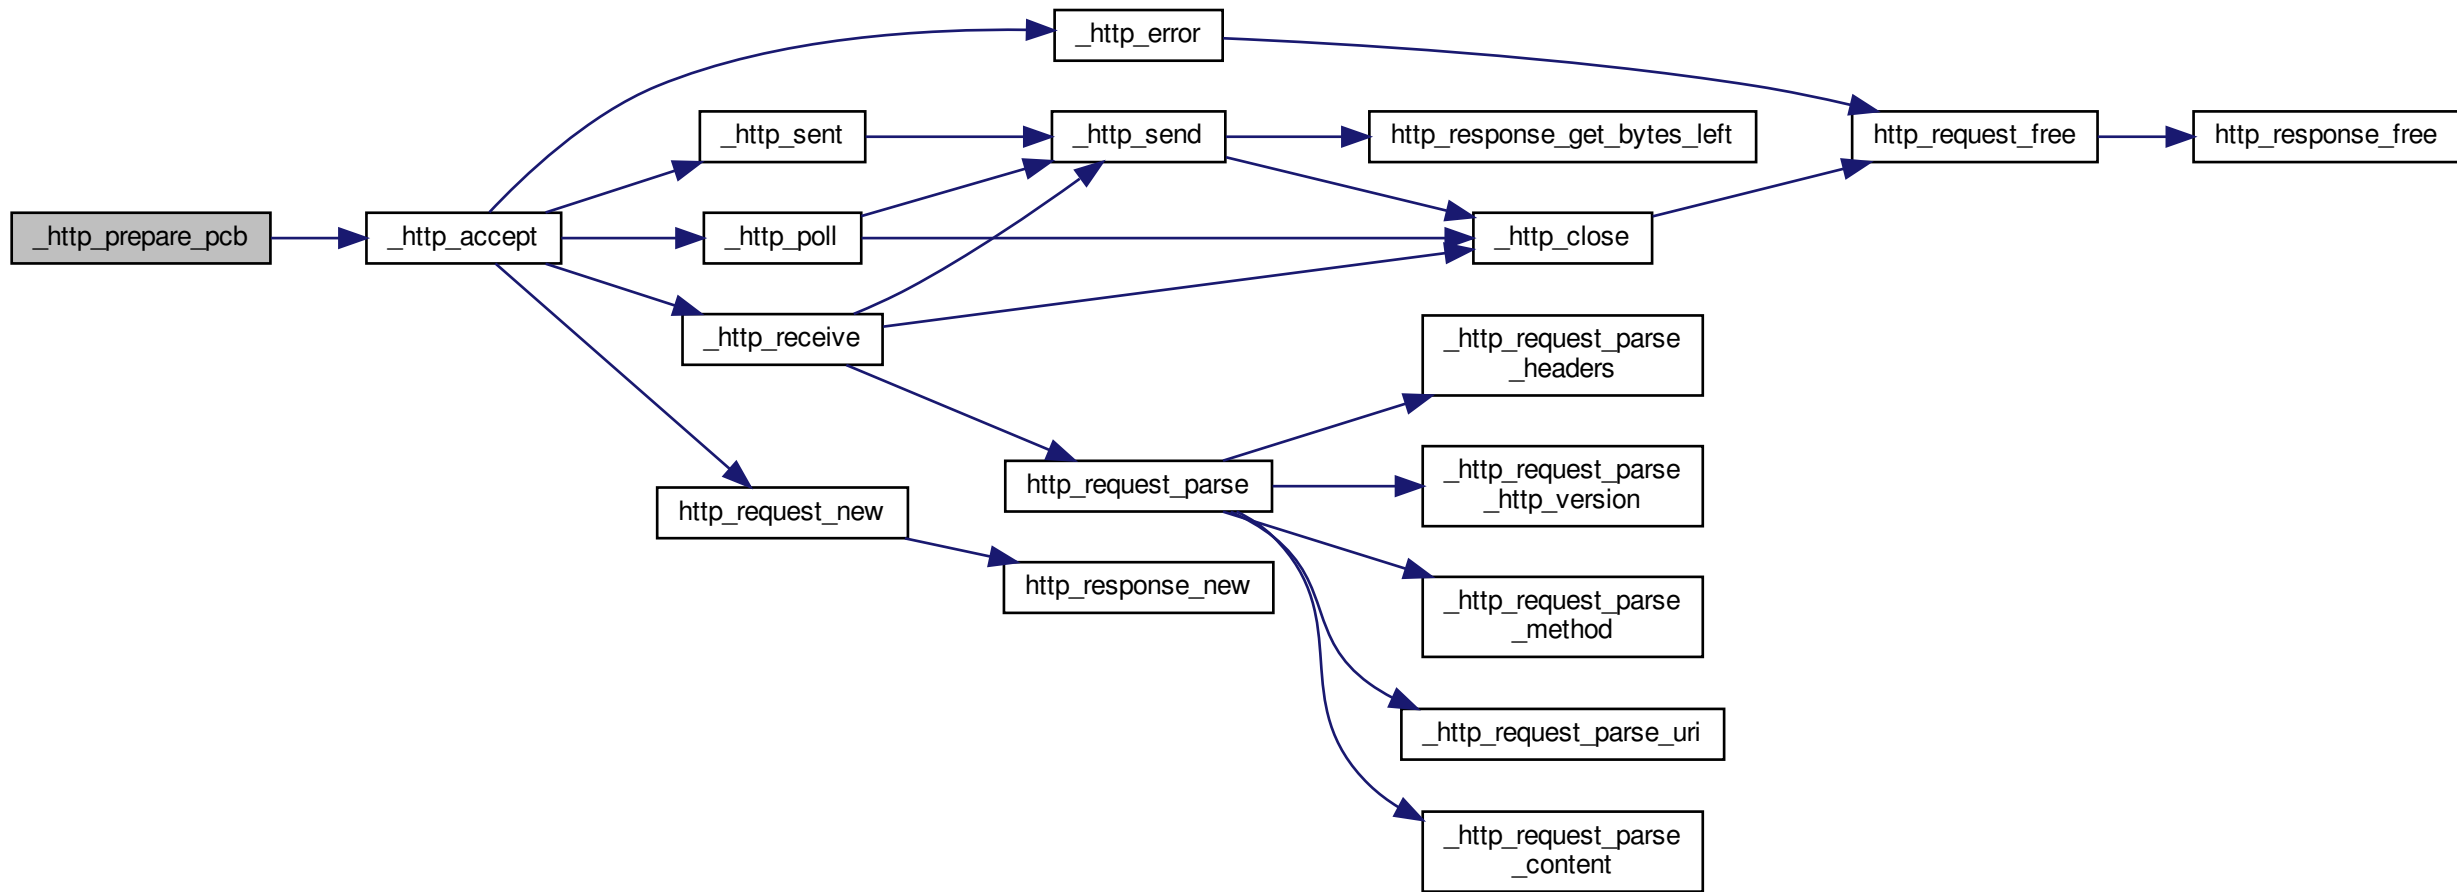 _http_error
_http_sent
_http_send
http_response_get_bytes_left
http_request_free
http_response_free
_http_prepare_pcb
_http_accept
_http_poll
_http_close
_http_receive
_http_request_parse
_headers
http_request_parse
_http_request_parse
_http_version
http_request_new
http_response_new
_http_request_parse
_method
_http_request_parse_uri
_http_request_parse
_content